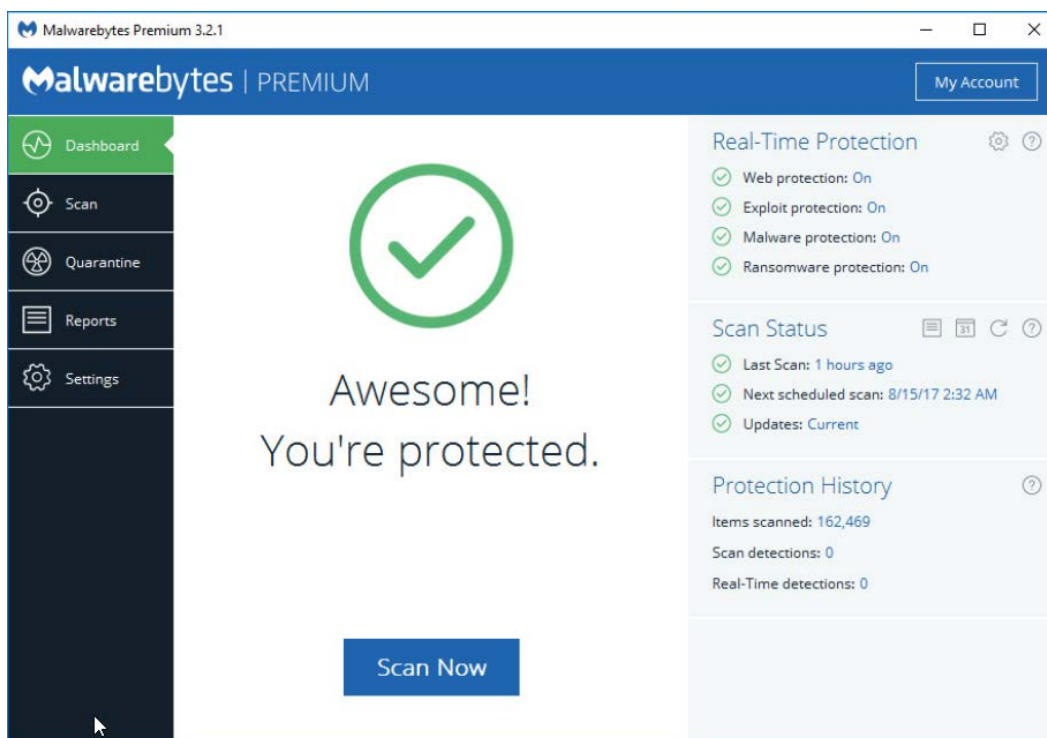 Malwarebytes Premium 3.2.1
Malwarebytes | PREMIUM
My Account
Dashboard
Scan
Quarantine
Reports
Settings
Awesome!
You're protected.
Scan Now
Real-Time Protection
Web protection: On
Exploit protection: On
Malware protection: On
Ransomware protection: On
Scan Status
31
Last Scan: 1 hours ago
Next scheduled scan: 8/15/17 2:32 AM
Updates: Current
Protection History
Items scanned: 162,469
Scan detections: 0
Real-Time detections: 0